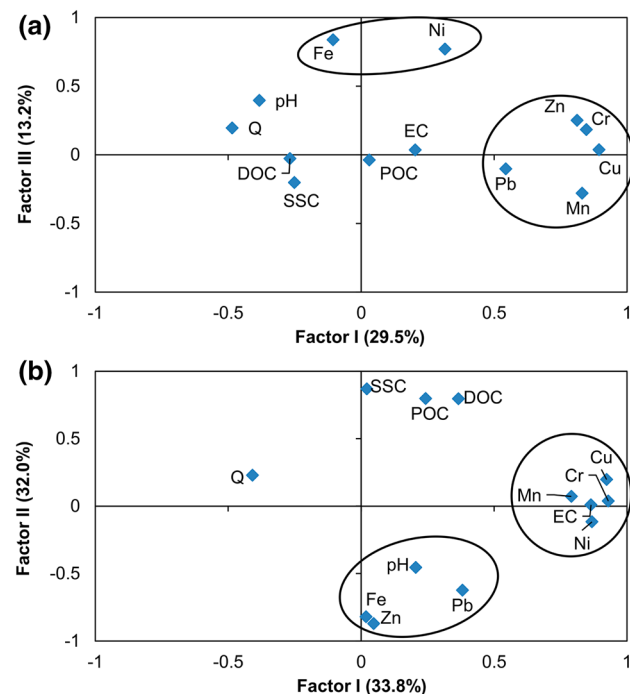 (a)
1
Fe
Ni
0.5
pH
Zn
Cr
Q
EC
0
DOC
POC
Pb
Cu
SSC
Mn
-0.5
-1
-1
-0.5
0
0.5
1
Factor III (13.2%)
Factor I (29.5%)
(b)
1
SSC
POC
DOC
0.5
Q
Cu
Cr
Mn
0
EC
Ni
-0.5
pH
Fe
Pb
Zn
-1
-1
-0.5
0
0.5
1
Factor II (32.0%)
Factor I (33.8%)